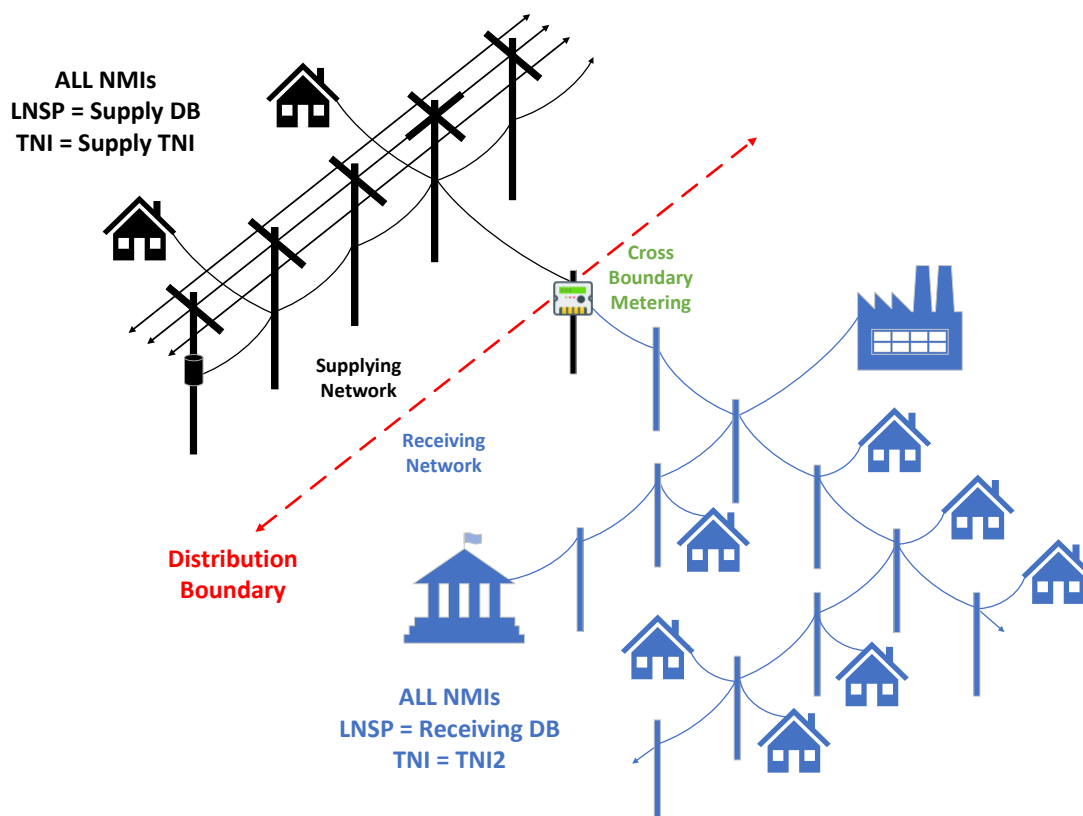 ALL NMIs
LNSP = Supply DB
TNI = Supply TNI
Cross
Boundary
Metering
Supplying
Network
Receiving
Network
Distribution
Boundary
ALL NMIs
LNSP = Receiving DB
TNI = TNI2